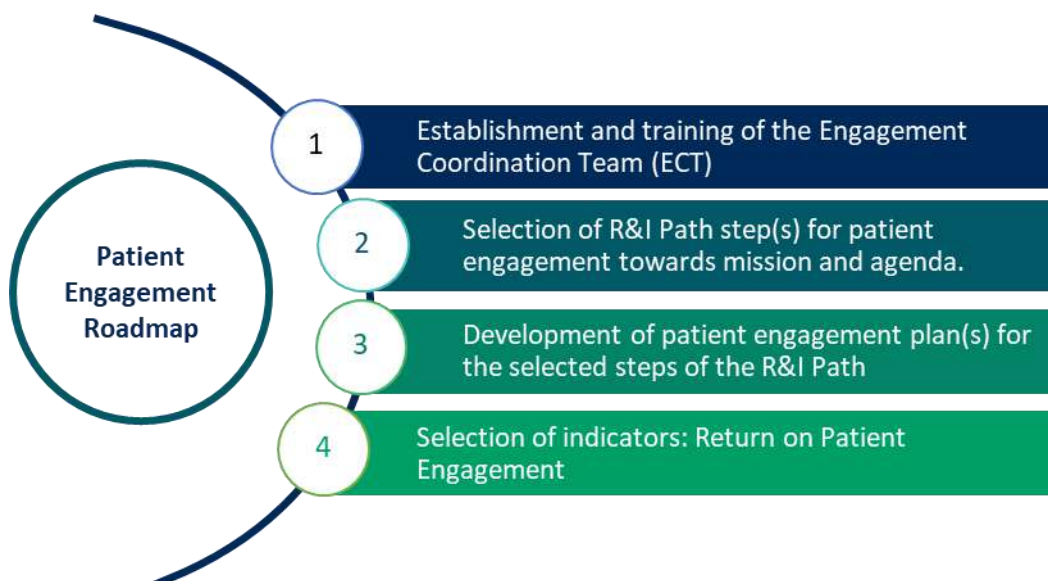 Patient
Engagement
Roadmap
1
Establishment and training of the Engagement
Coordination Team (ECT)
2
Selection of R&I Path step(s) for patient
engagement towards mission and agenda.
3
Development of patient engagement plan(s) for
the selected steps of the R&I Path
4
Selection of indicators: Return on Patient
Engagement